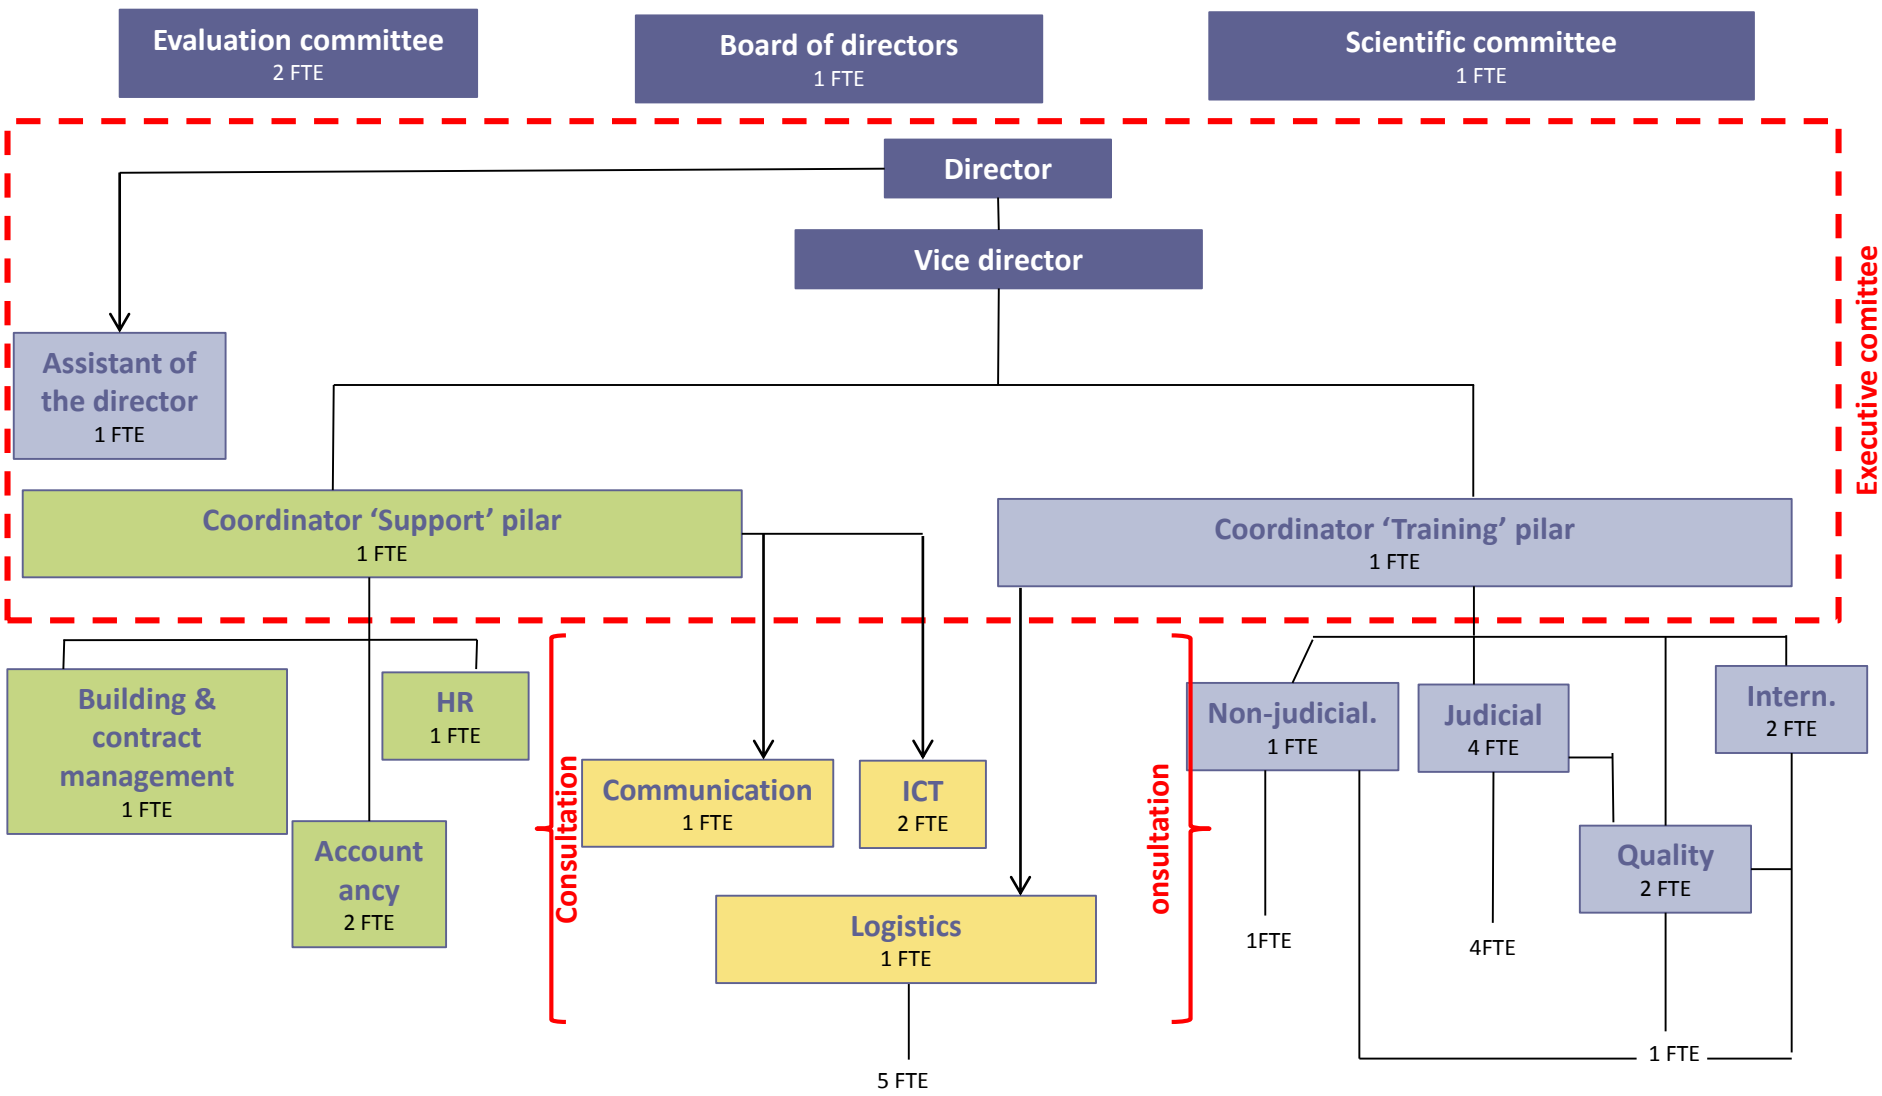 Evaluation committee
2 FTE
Board of directors
1 FTE
Scientific committee
1 FTE
Director
Vice director
Executive committee
Assistant of
the director
1 FTE
Coordinator ‘Support’ pilar
1 FTE
Coordinator ‘Training’ pilar
1 FTE
Building &
contract
management
1 FTE
HR
1 FTE
Account
ancy
2 FTE
Consultation
Communication
1 FTE
ICT
2 FTE
Logistics
1 FTE
5 FTE
onsultation
Non-judicial.
1 FTE
Judicial
4 FTE
Intern.
2 FTE
Quality
2 FTE
1FTE
4FTE
1 FTE